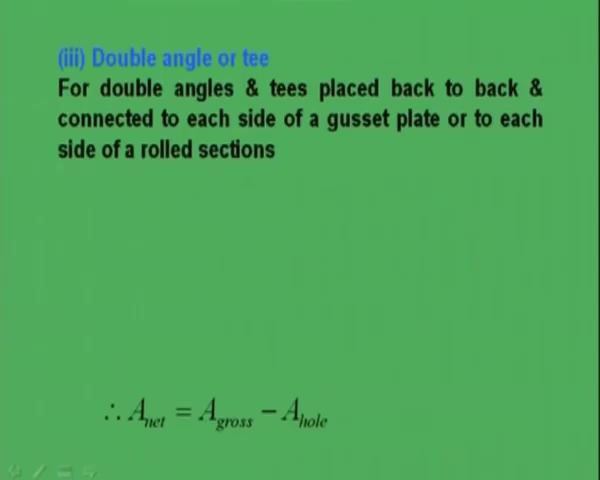 (iii) Double angle or tee
For double angles & tees placed back to back &
connected to each side of a gusset plate or to each
side of a rolled sections
∴ A_net = A_gross − A_hole